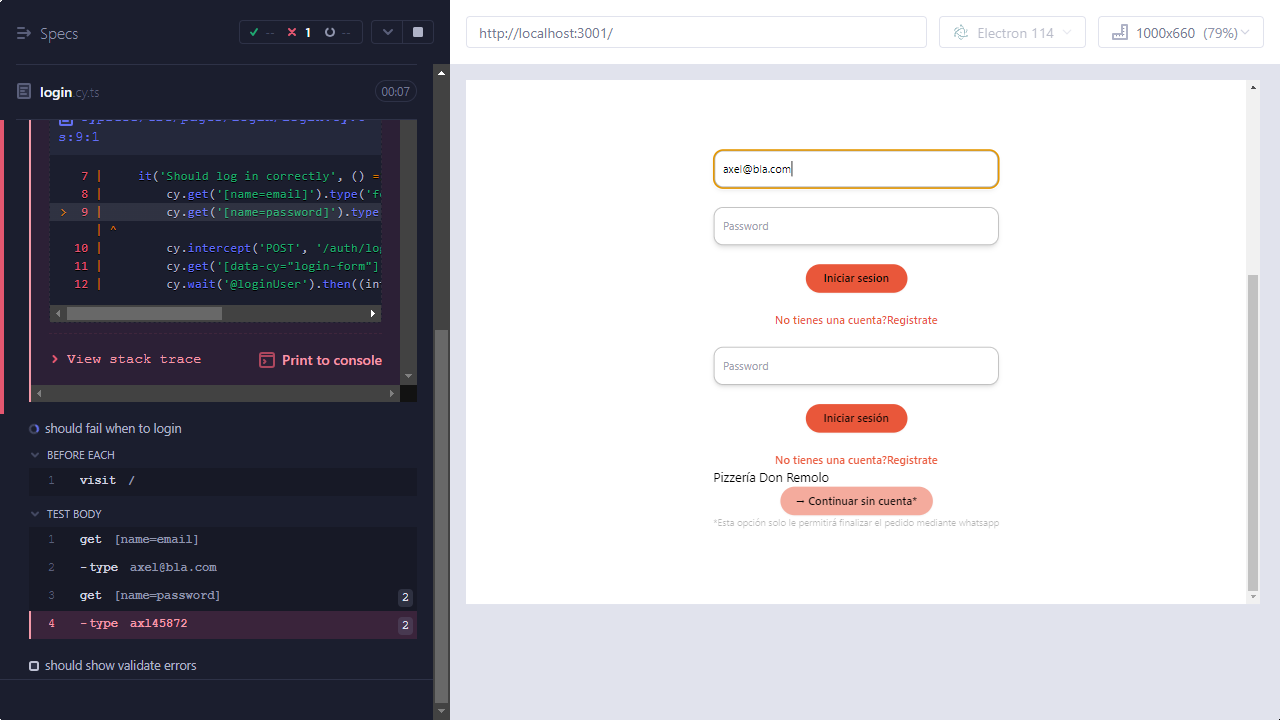 Specs
-- 1 --
http://localhost:3001/
Electron 114
1000x660 (79%)
login.cy.ts
00:07
s:9:1
7 | it('Should log in correctly', () =
8 | cy.get('[name=email]').type('f
> 9 | cy.get('[name=password]').type
| ^
10 | cy.intercept('POST', '/auth/lo
11 | cy.get('[data-cy="login-form"]
12 | cy.wait('@loginUser').then((in
View stack trace
Print to console
should fail when to login
BEFORE EACH
1 visit /
TEST BODY
1 get [name=email]
2 -type axel@bla.com
3 get [name=password] 2
4 -type axl45872 2
should show validate errors
axel@bla.com
Password
Iniciar sesion
No tienes una cuenta?Registrate
Password
Iniciar sesión
No tienes una cuenta?Registrate
Pizzería Don Remolo
→ Continuar sin cuenta*
*Esta opción solo le permitirá finalizar el pedido mediante whatsapp